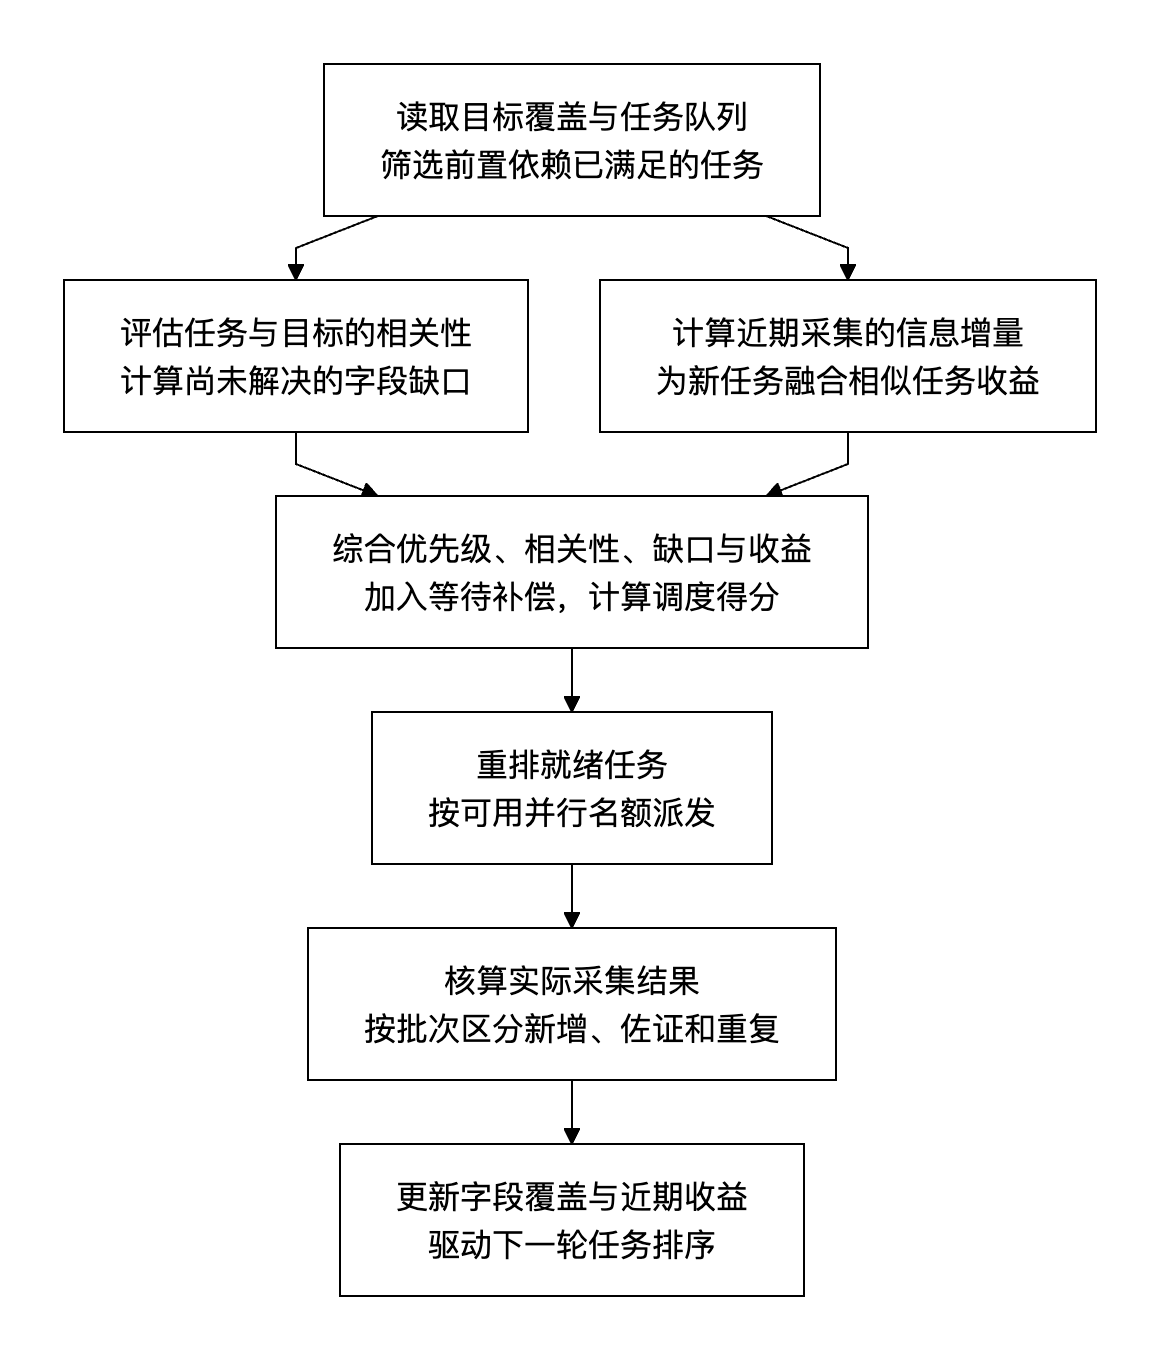 读取目标覆盖与任务队列
筛选前置依赖已满足的任务
评估任务与目标的相关性
计算尚未解决的字段缺口
计算近期采集的信息增量
为新任务融合相似任务收益
综合优先级、相关性、缺口与收益
加入等待补偿，计算调度得分
重排就绪任务
按可用并行名额派发
核算实际采集结果
按批次区分新增、佐证和重复
更新字段覆盖与近期收益
驱动下一轮任务排序